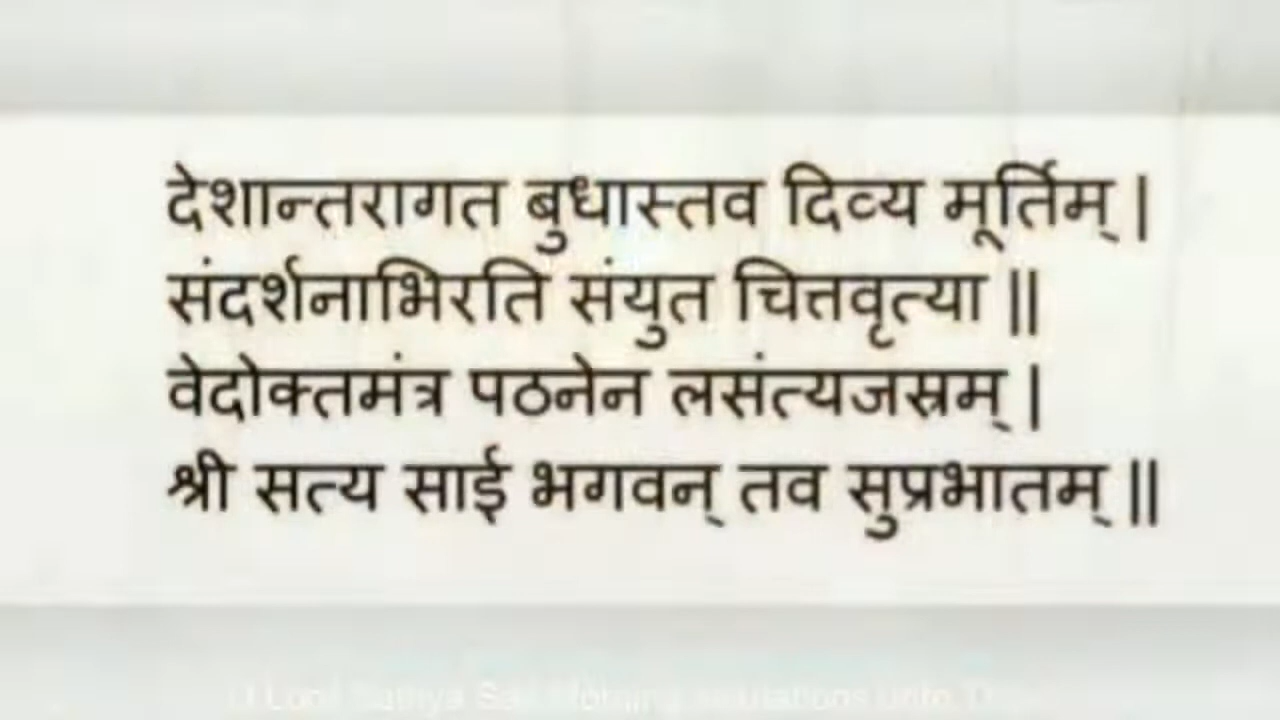 देशान्तरागत बुधास्तव दिव्य मूर्तिम् |
संदर्शनाभिरति संयुत चित्तवृत्या ||
वेदोक्तमंत्र पठनेन लसंत्यजस्रम् |
श्री सत्य साई भगवन् तव सुप्रभातम् ||